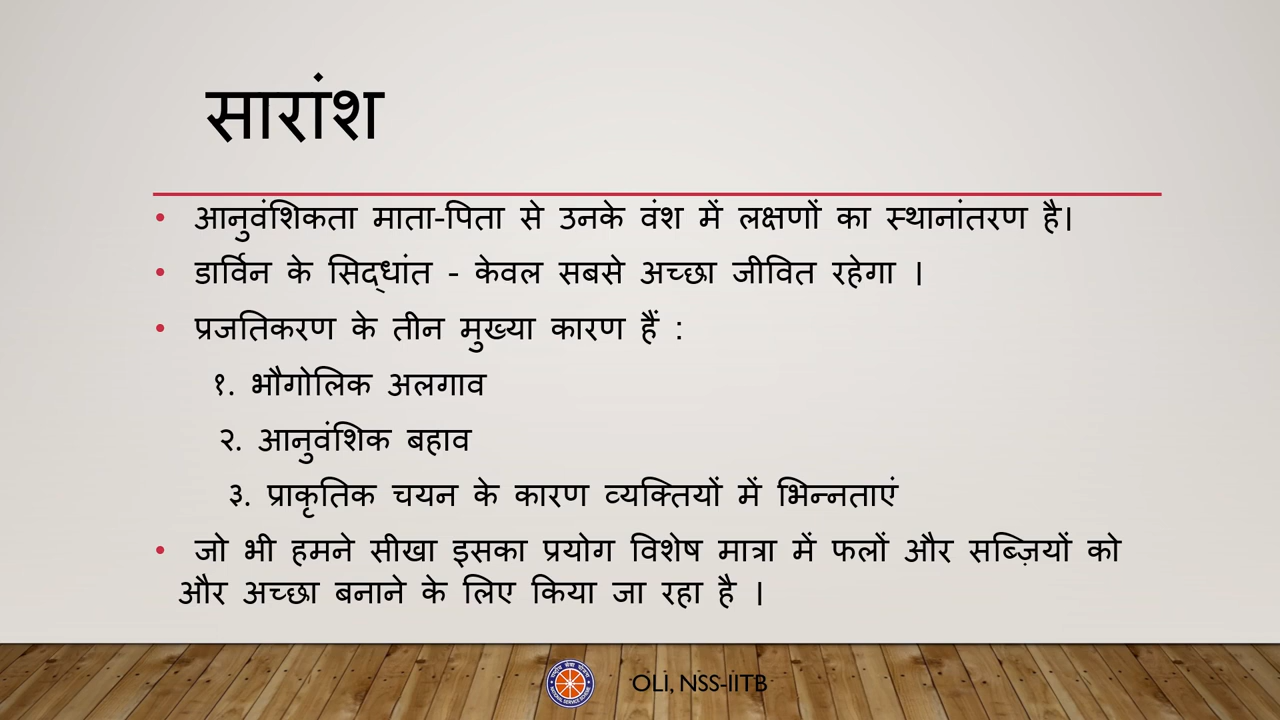 सारांश
• आनुवंशिकता माता-पिता से उनके वंश में लक्षणों का स्थानांतरण है।
• डार्विन के सिद्धांत - केवल सबसे अच्छा जीवित रहेगा ।
• प्रजतिकरण के तीन मुख्या कारण हैं :
१. भौगोलिक अलगाव
२. आनुवंशिक बहाव
३. प्राकृतिक चयन के कारण व्यक्तियों में भिन्नताएं
• जो भी हमने सीखा इसका प्रयोग विशेष मात्रा में फलों और सब्ज़ियों को
और अच्छा बनाने के लिए किया जा रहा है ।
OLI, NSS-IITB